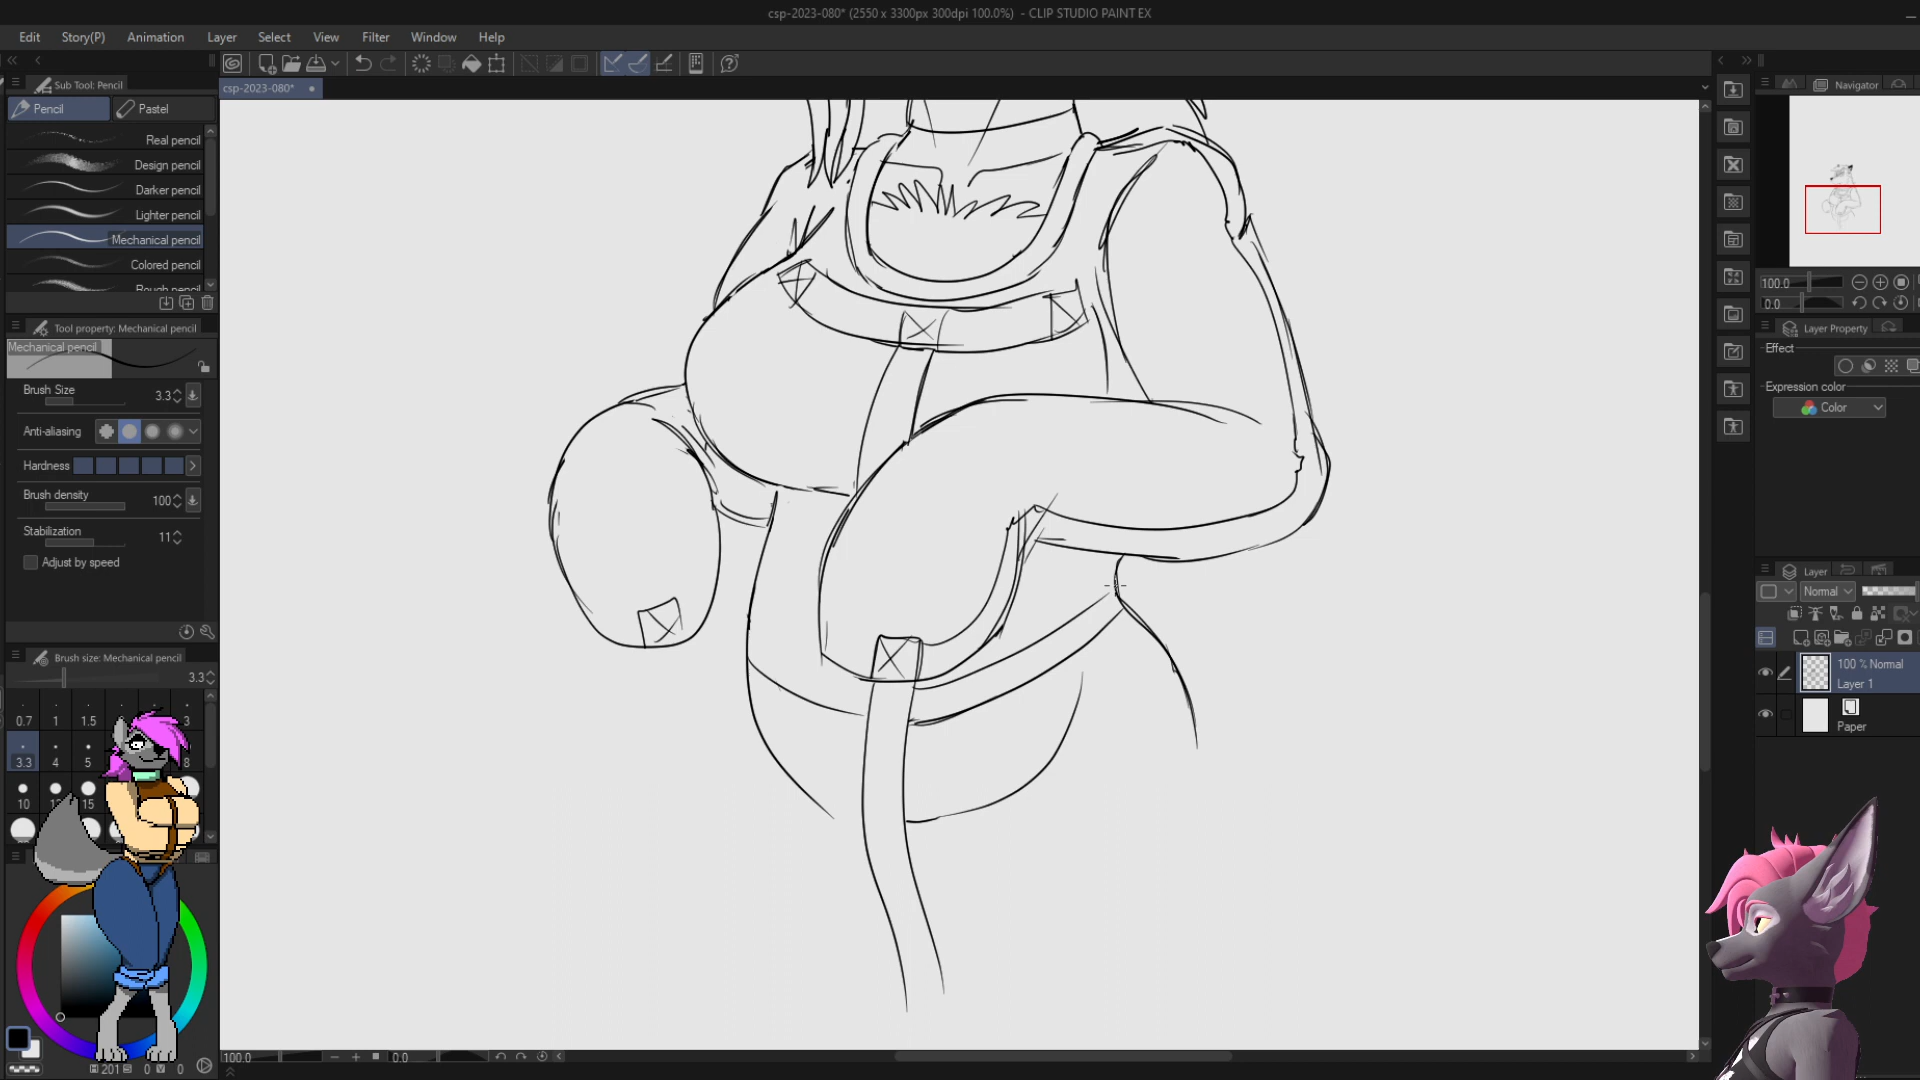 csp-2023-080* (2550 x 3300px 300dpi 100.0%)  - CLIP STUDIO PAINT EX
Edit Story(P) Animation Layer Select View Filter Window Help
Sub Tool: Pencil
csp-2023-080*
Navigator
Pencil Pastel
Real pencil
Design pencil
Darker pencil
Lighter pencil
Mechanical pencil
Colored pencil
Rough pencil
100.0
0.0
Tool property: Mechanical pencil
Layer Property
Mechanical pencil
Effect
Brush Size 3.3
Expression color
Color
Anti-aliasing
Hardness
Brush density 100
Stabilization 11
Adjust by speed
Layer
Normal
Brush size: Mechanical pencil
3.3
100 % Normal
Layer 1
Paper
0.7 1 1.5 3
3.3 4 5 8
10 15
100.0 0.0
201 0 V 0